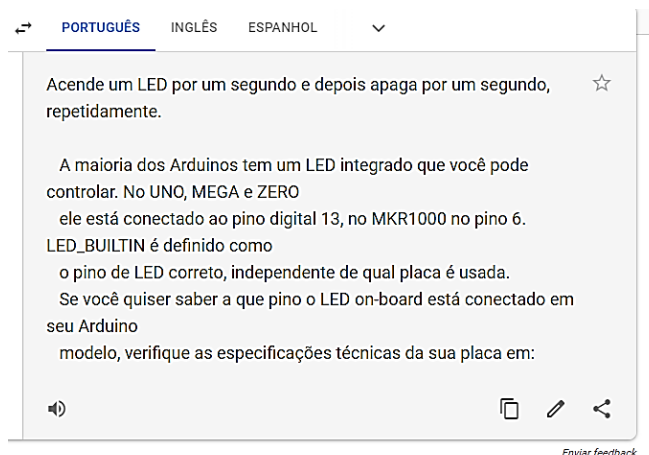 PORTUGUÊS INGLÊS ESPANHOL
Acende um LED por um segundo e depois apaga por um segundo,
repetidamente.
A maioria dos Arduinos tem um LED integrado que você pode
controlar. No UNO, MEGA e ZERO
ele está conectado ao pino digital 13, no MKR1000 no pino 6.
LED_BUILTIN é definido como
o pino de LED correto, independente de qual placa é usada.
Se você quiser saber a que pino o LED on-board está conectado em
seu Arduino
modelo, verifique as especificações técnicas da sua placa em:
Enviar feedback